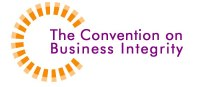 The Convention on
Business Integrity